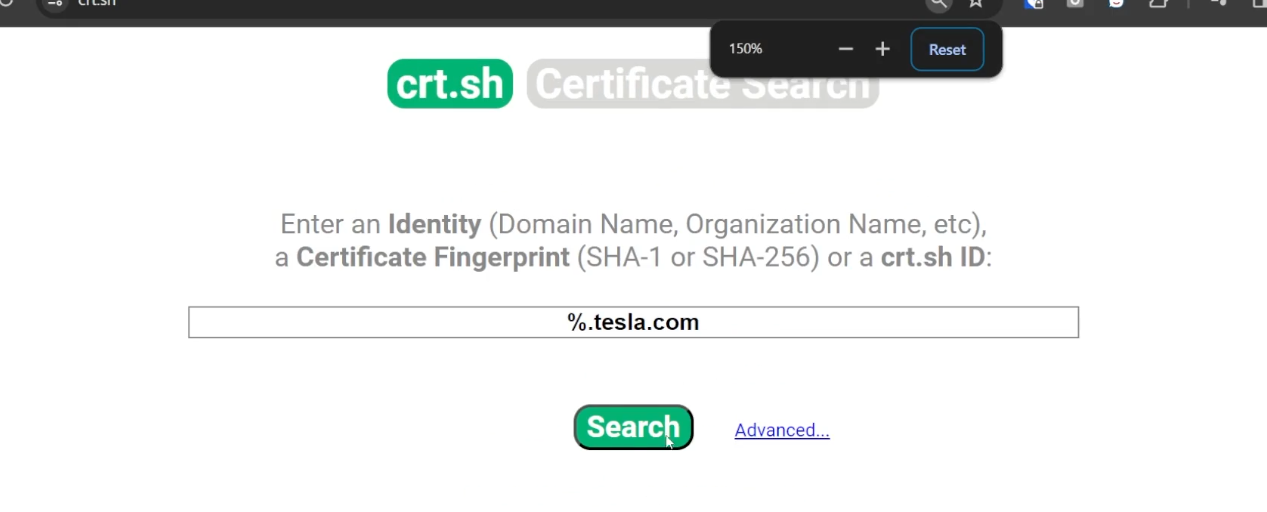 crt.sh
150%
Reset
crt.sh Certificate Search
Enter an Identity (Domain Name, Organization Name, etc),
a Certificate Fingerprint (SHA-1 or SHA-256) or a crt.sh ID:
%.tesla.com
Search
Advanced...